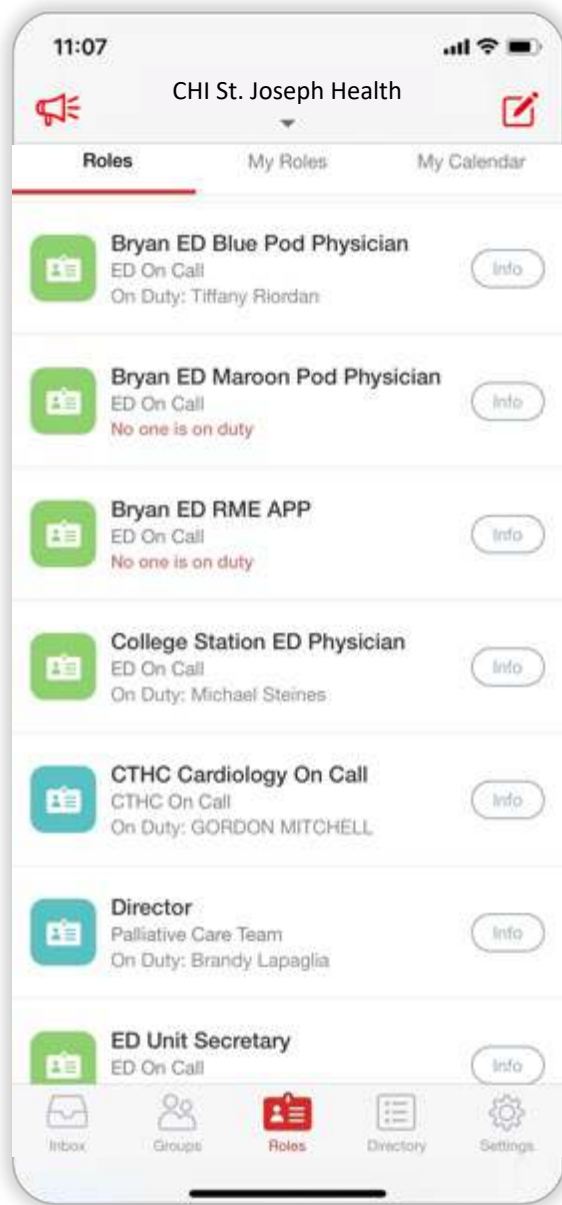 11:07
CHI St. Joseph Health
Roles My Roles My Calendar
Bryan ED Blue Pod Physician
ED On Call
On Duty: Tiffany Riordan
Info
Bryan ED Maroon Pod Physician
ED On Call
No one is on duty
Info
Bryan ED RME APP
ED On Call
No one is on duty
Info
College Station ED Physician
ED On Call
On Duty: Michael Steines
Info
CTHC Cardiology On Call
CTHC On Call
On Duty: GORDON MITCHELL
Info
Director
Palliative Care Team
On Duty: Brandy Lapaglia
Info
ED Unit Secretary
ED On Call
Info
Inbox Groups Roles Directory Settings